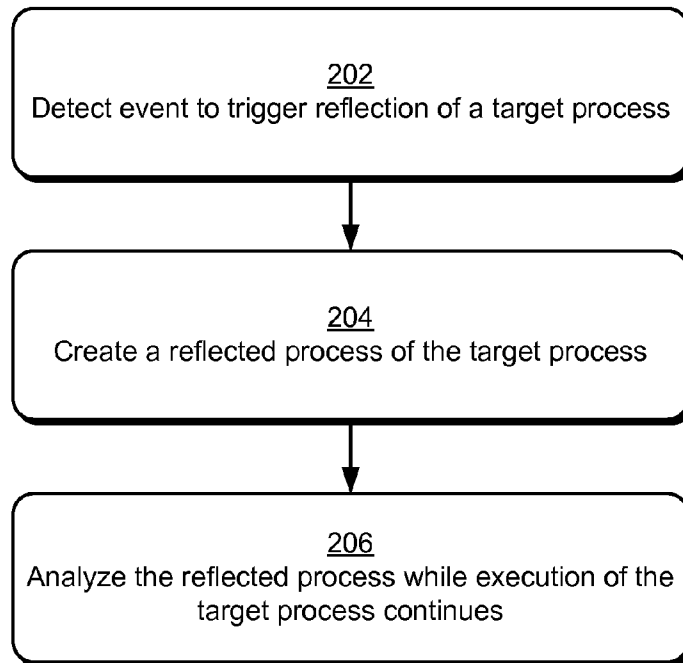 202
Detect event to trigger reflection of a target process
204
Create a reflected process of the target process
206
Analyze the reflected process while execution of the
target process continues